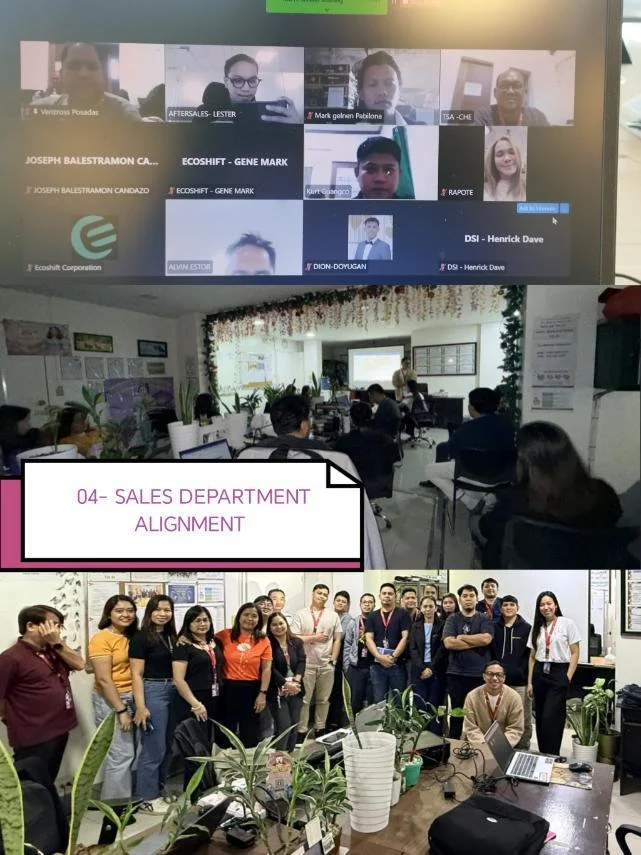 Venzross Posadas
AFTERSALES- LESTER
Mark gelnen Pabilona
TSA -CHE
JOSEPH BALESTRAMON CA...
ECOSHIFT - GENE MARK
JOSEPH BALESTRAMON CANDAZO
ECOSHIFT - GENE MARK
Kurt Guangco
RAPOTE
Ecoshift Corporation
ALVIN ESTOR
DION-DOYUGAN
DSI - Henrick Dave
DSI - Henrick Dave
04- SALES DEPARTMENT
ALIGNMENT